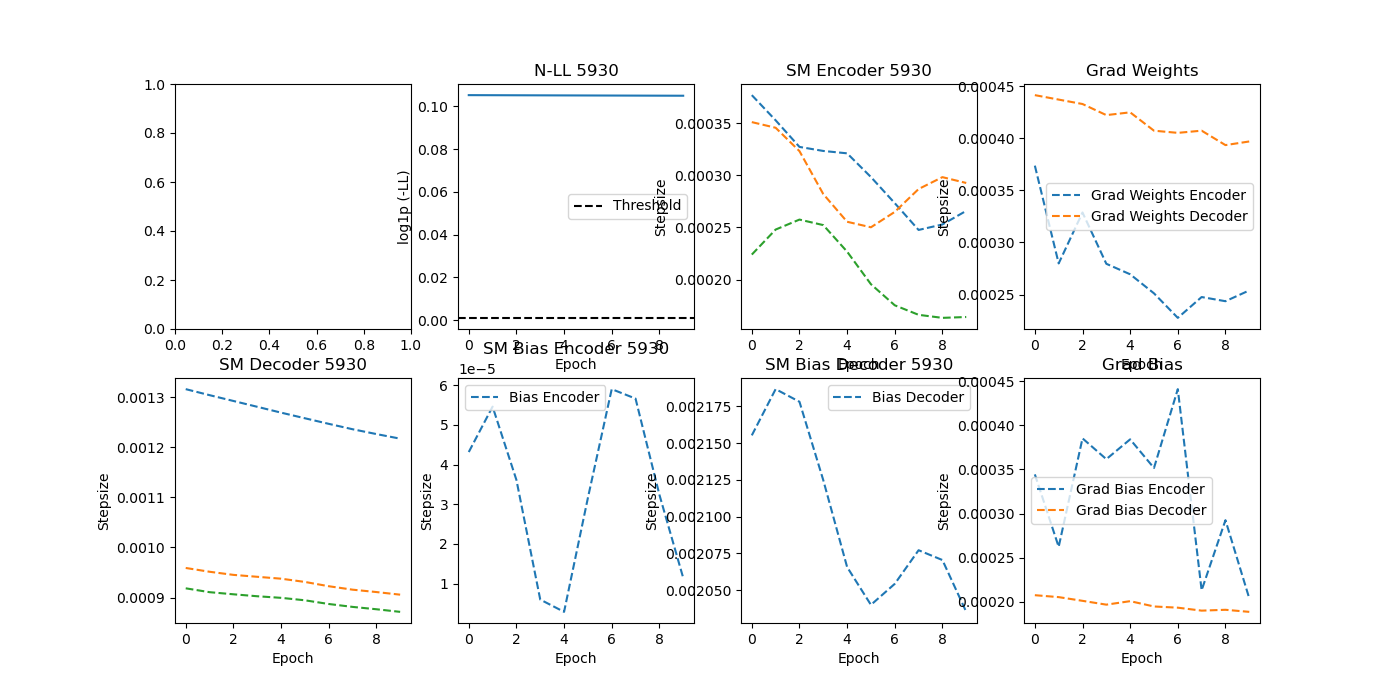 N-LL 5930
SM Encoder 5930
Grad Weights
1.0
0.8
0.6
0.4
0.2
0.0
0.0 0.2 0.4 0.6 0.8 1.0
log1p (-LL)
0.10
0.08
0.06
0.04
0.02
0.00
Threshold
0 2 4 6 8
Epoch
Stepsize
0.00035
0.00030
0.00025
0.00020
0 2 4 6 8
Epoch
Stepsize
0.00045
0.00040
0.00035
0.00030
0.00025
Grad Weights Encoder
Grad Weights Decoder
0 2 4 6 8
Epoch
SM Decoder 5930
SM Bias Encoder 5930
SM Bias Decoder 5930
Grad Bias
Stepsize
0.0013
0.0012
0.0011
0.0010
0.0009
0 2 4 6 8
Epoch
Stepsize
1e−5
6
5
4
3
2
1
Bias Encoder
0 2 4 6 8
Epoch
Stepsize
0.002175
0.002150
0.002125
0.002100
0.002075
0.002050
Bias Decoder
0 2 4 6 8
Epoch
Stepsize
0.00045
0.00040
0.00035
0.00030
0.00025
0.00020
Grad Bias Encoder
Grad Bias Decoder
0 2 4 6 8
Epoch